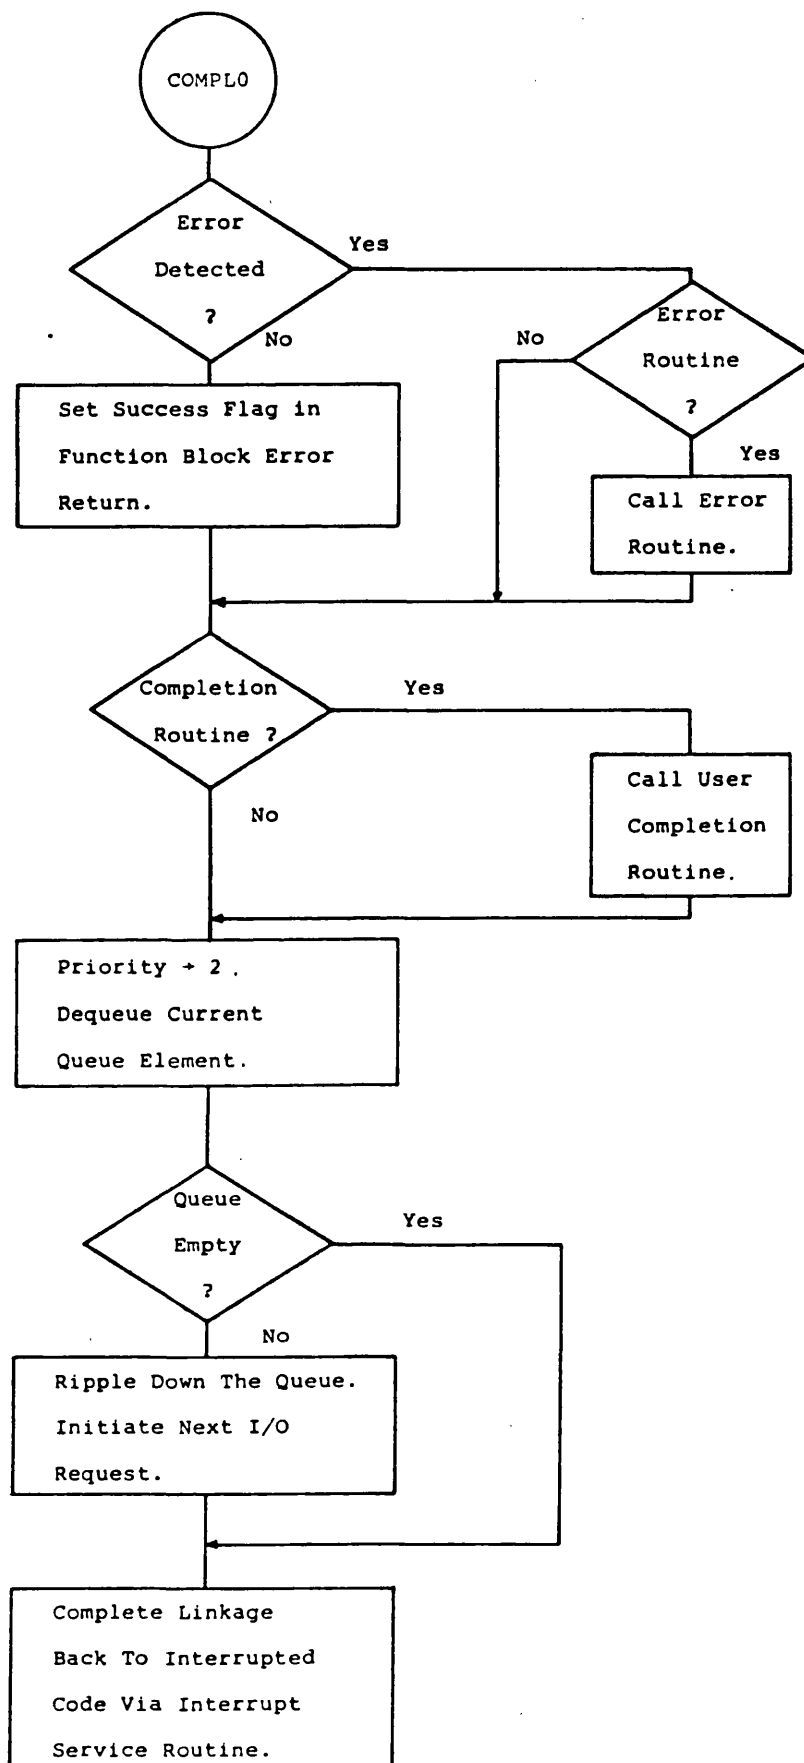 COMPL0
Error
Detected
?
Yes
No
Error
Routine
?
No
Yes
Set Success Flag in
Function Block Error
Return.
Call Error
Routine.
Completion
Routine ?
Yes
No
Call User
Completion
Routine.
Priority → 2.
Dequeue Current
Queue Element.
Queue
Empty
?
Yes
No
Ripple Down The Queue.
Initiate Next I/O
Request.
Complete Linkage
Back To Interrupted
Code Via Interrupt
Service Routine.